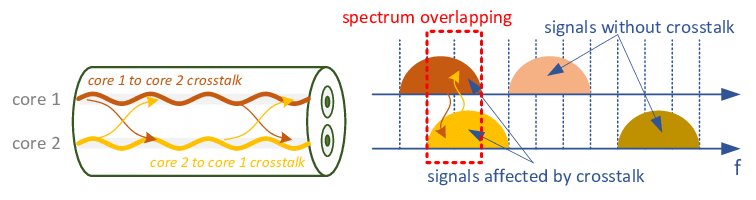 spectrum overlapping
signals without crosstalk
core 1 to core 2 crosstalk
core 1
core 2
core 2 to core 1 crosstalk
signals affected by crosstalk
f